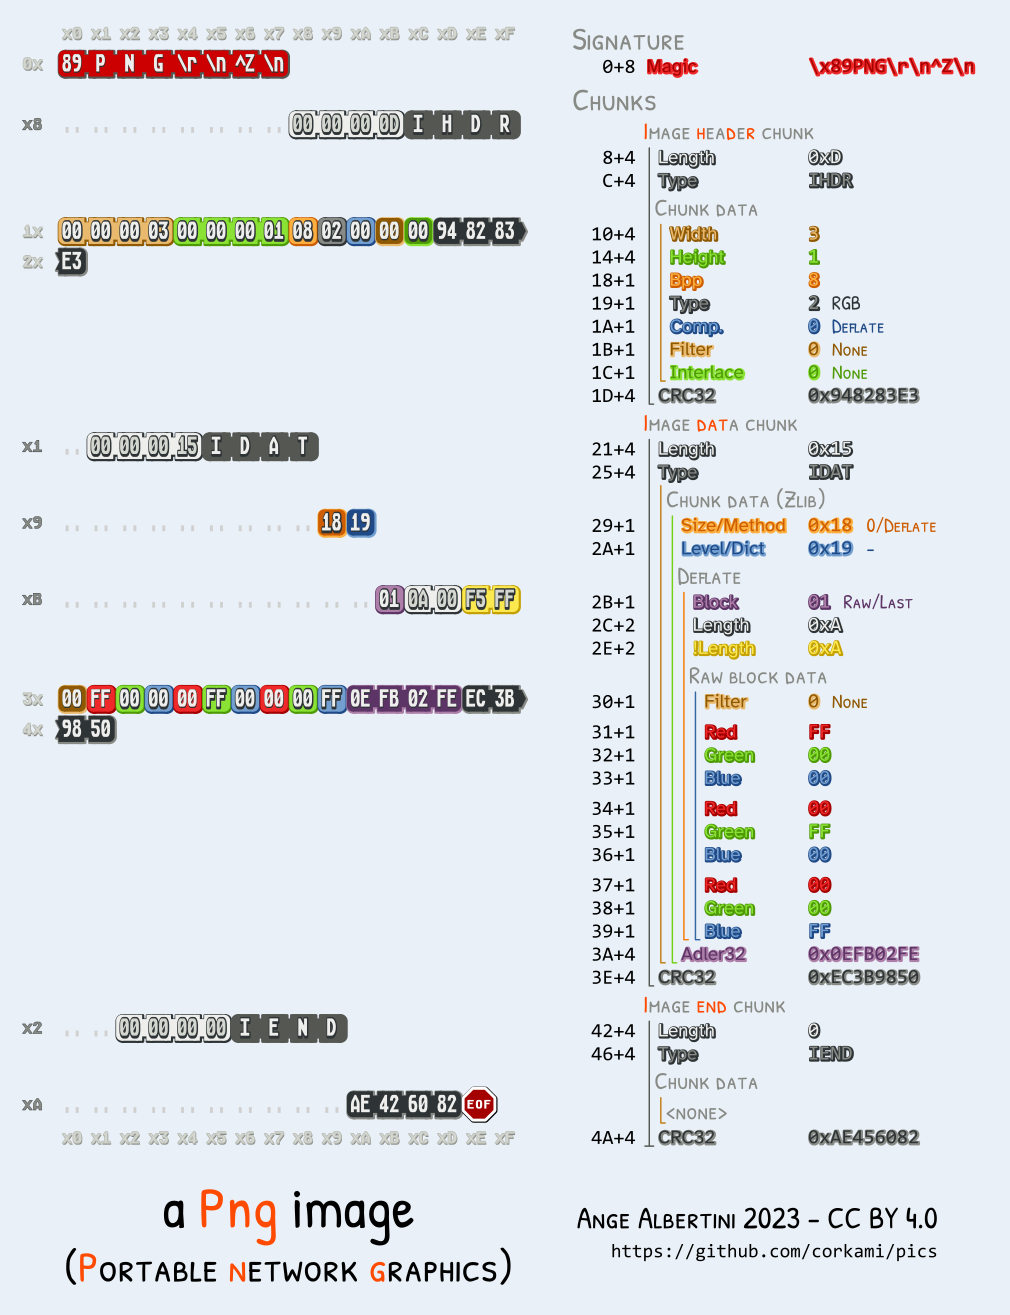 x0 x1 x2 x3 x4 x5 x6 x7 x8 x9 xA xB xC xD xE xF
0x 89 P N G \r \n ^Z \n
x8 .. .. .. .. .. .. .. .. 00 00 00 0D I H D R
1x 00 00 00 03 00 00 00 01 08 02 00 00 00 94 82 83
2x E3
x1 .. 00 00 00 15 I D A T
x9 .. .. .. .. .. .. .. .. .. 18 19
xB .. .. .. .. .. .. .. .. .. .. .. 01 0A 00 F5 FF
3x 00 FF 00 00 00 FF 00 00 00 FF 0E FB 02 FE EC 3B
4x 98 50
x2 .. .. 00 00 00 00 I E N D
xA .. .. .. .. .. .. .. .. .. .. AE 42 60 82 EOF
x0 x1 x2 x3 x4 x5 x6 x7 x8 x9 xA xB xC xD xE xF
a Png image
(Portable network graphics)
Signature
0+8 Magic \x89PNG\r\n^Z\n
Chunks
Image header chunk
8+4 Length 0xD
C+4 Type IHDR
Chunk data
10+4 Width 3
14+4 Height 1
18+1 Bpp 8
19+1 Type 2 RGB
1A+1 Comp. 0 Deflate
1B+1 Filter 0 None
1C+1 Interlace 0 None
1D+4 CRC32 0x948283E3
Image data chunk
21+4 Length 0x15
25+4 Type IDAT
Chunk data (Zlib)
29+1 Size/Method 0x18 0/Deflate
2A+1 Level/Dict 0x19 -
Deflate
2B+1 Block 01 Raw/Last
2C+2 Length 0xA
2E+2 !Length 0xA
Raw block data
30+1 Filter 0 None
31+1 Red FF
32+1 Green 00
33+1 Blue 00
34+1 Red 00
35+1 Green FF
36+1 Blue 00
37+1 Red 00
38+1 Green 00
39+1 Blue FF
3A+4 Adler32 0x0EFB02FE
3E+4 CRC32 0xEC3B9850
Image end chunk
42+4 Length 0
46+4 Type IEND
Chunk data
<none>
4A+4 CRC32 0xAE456082
Ange Albertini 2023 - CC BY 4.0
https://github.com/corkami/pics